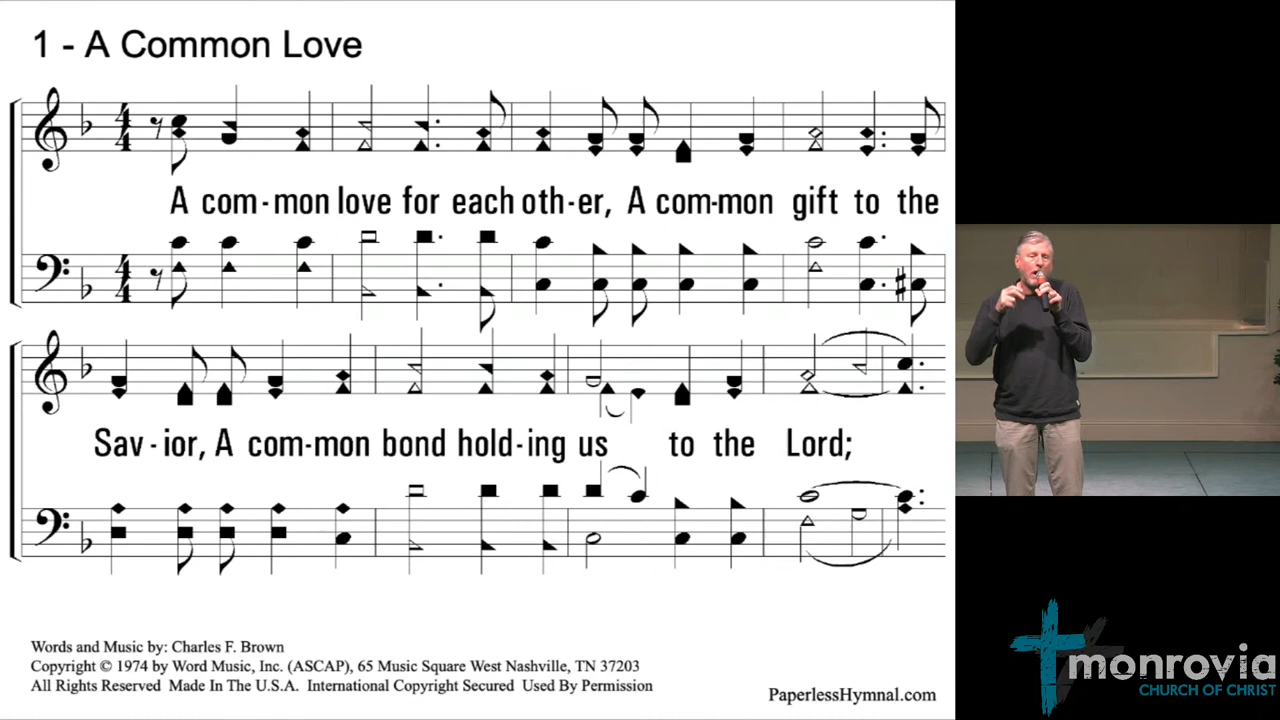 1 - A Common Love
A com-mon love for each oth-er, A com-mon gift to the
Sav-ior, A com-mon bond hold-ing us to the Lord;
Words and Music by: Charles F. Brown
Copyright © 1974 by Word Music, Inc. (ASCAP), 65 Music Square West Nashville, TN 37203
All Rights Reserved Made In The U.S.A. International Copyright Secured Used By Permission
PaperlessHymnal.com
monrovia
CHURCH OF CHRIST